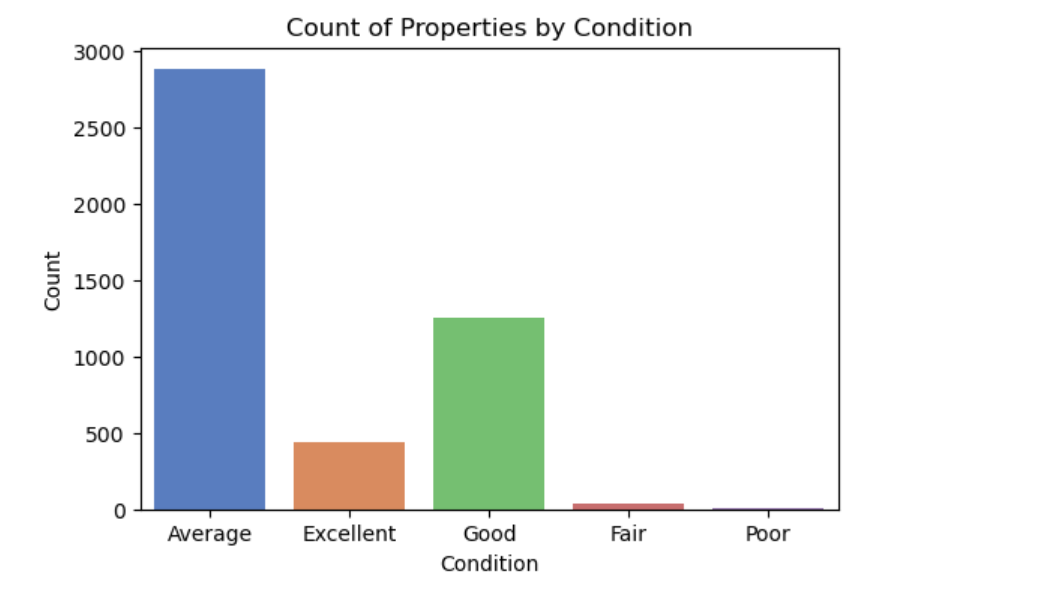 Count of Properties by Condition
3000
2500
2000
1500
1000
500
0
Count
Average Excellent Good Fair Poor
Condition